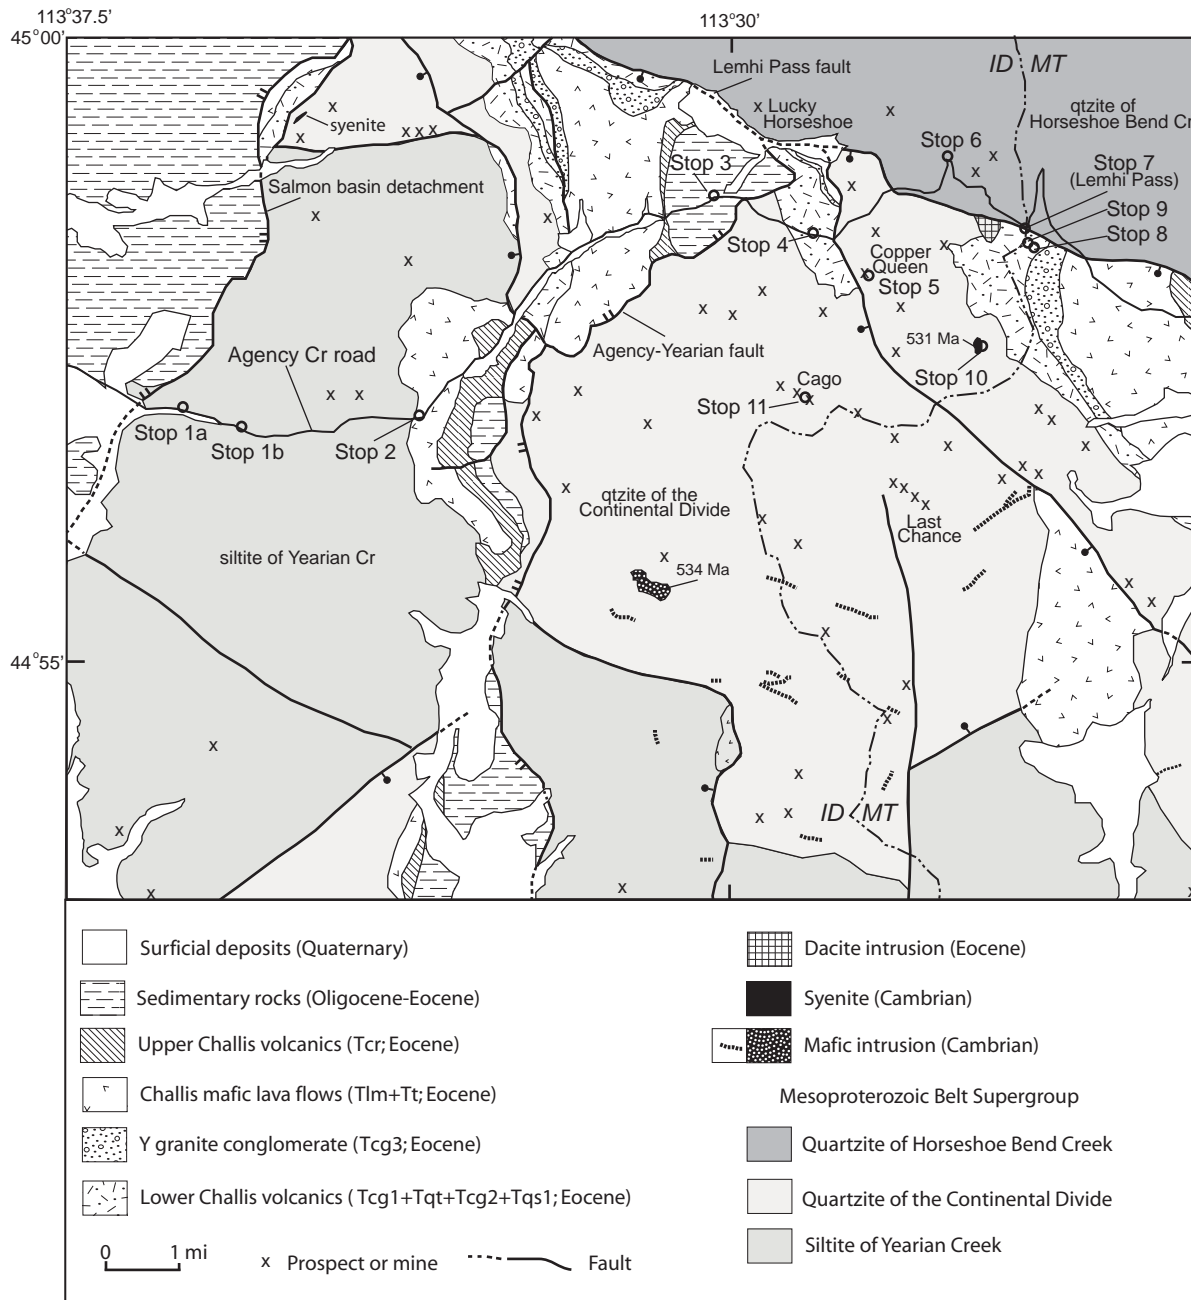 113°37.5'
113°30'
45°00'
Lemhi Pass fault
ID MT
x Lucky
Horseshoe
qtzite of
Horseshoe Bend Cr
syenite
Stop 6
Stop 7
(Lemhi Pass)
Stop 3
Salmon basin detachment
Stop 9
Stop 8
Stop 4
Copper
Queen
Stop 5
531 Ma
Agency-Yearian fault
Agency Cr road
Stop 10
Cago
Stop 11
Stop 1a
Stop 1b
Stop 2
qtzite of the
Continental Divide
Last
Chance
siltite of Yearian Cr
534 Ma
44°55'
ID MT
Surficial deposits (Quaternary)
Sedimentary rocks (Oligocene-Eocene)
Upper Challis volcanics (Tcr; Eocene)
Challis mafic lava flows (Tlm+Tt; Eocene)
Y granite conglomerate (Tcg3; Eocene)
Lower Challis volcanics ( Tcg1+Tqt+Tcg2+Tqs1; Eocene)
Dacite intrusion (Eocene)
Syenite (Cambrian)
Mafic intrusion (Cambrian)
Mesoproterozoic Belt Supergroup
Quartzite of Horseshoe Bend Creek
Quartzite of the Continental Divide
Siltite of Yearian Creek
0 1 mi
x Prospect or mine
Fault